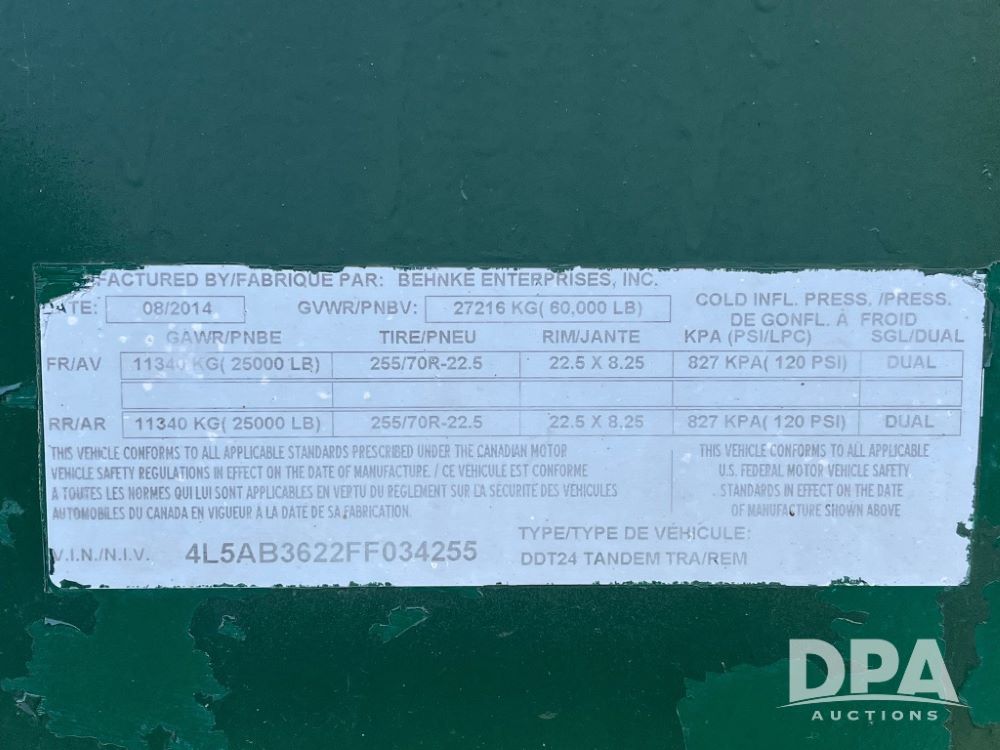 FACTURED BY/FABRIQUE PAR: BEHNKE ENTERPRISES, INC.
DATE: 08/2014 GVWR/PNBV: 27216 KG( 60,000 LB)
COLD INFL. PRESS. /PRESS.
DE GONFL. À FROID
GAWR/PNBE TIRE/PNEU RIM/JANTE KPA (PSI/LPC) SGL/DUAL
FR/AV 11340 KG( 25000 LB) 255/70R-22.5 22.5 X 8.25 827 KPA( 120 PSI) DUAL
RR/AR 11340 KG( 25000 LB) 255/70R-22.5 22.5 X 8.25 827 KPA( 120 PSI) DUAL
THIS VEHICLE CONFORMS TO ALL APPLICABLE STANDARDS PRESCRIBED UNDER THE CANADIAN MOTOR
VEHICLE SAFETY REGULATIONS IN EFFECT ON THE DATE OF MANUFACTURE. / CE VEHICULE EST CONFORME
A TOUTES LES NORMES QUI LUI SONT APPLICABLES EN VERTU DU REGLEMENT SUR LA SECURITE DES VEHICULES
AUTOMOBILES DU CANADA EN VIGUEUR A LA DATE DE SA FABRICATION.
THIS VEHICLE CONFORMS TO ALL APPLICABLE
U.S. FEDERAL MOTOR VEHICLE SAFETY
STANDARDS IN EFFECT ON THE DATE
OF MANUFACTURE SHOWN ABOVE
V.I.N./N.I.V. 4L5AB3622FF034255
TYPE/TYPE DE VÉHICULE:
DDT24 TANDEM TRA/REM
DPA
AUCTIONS